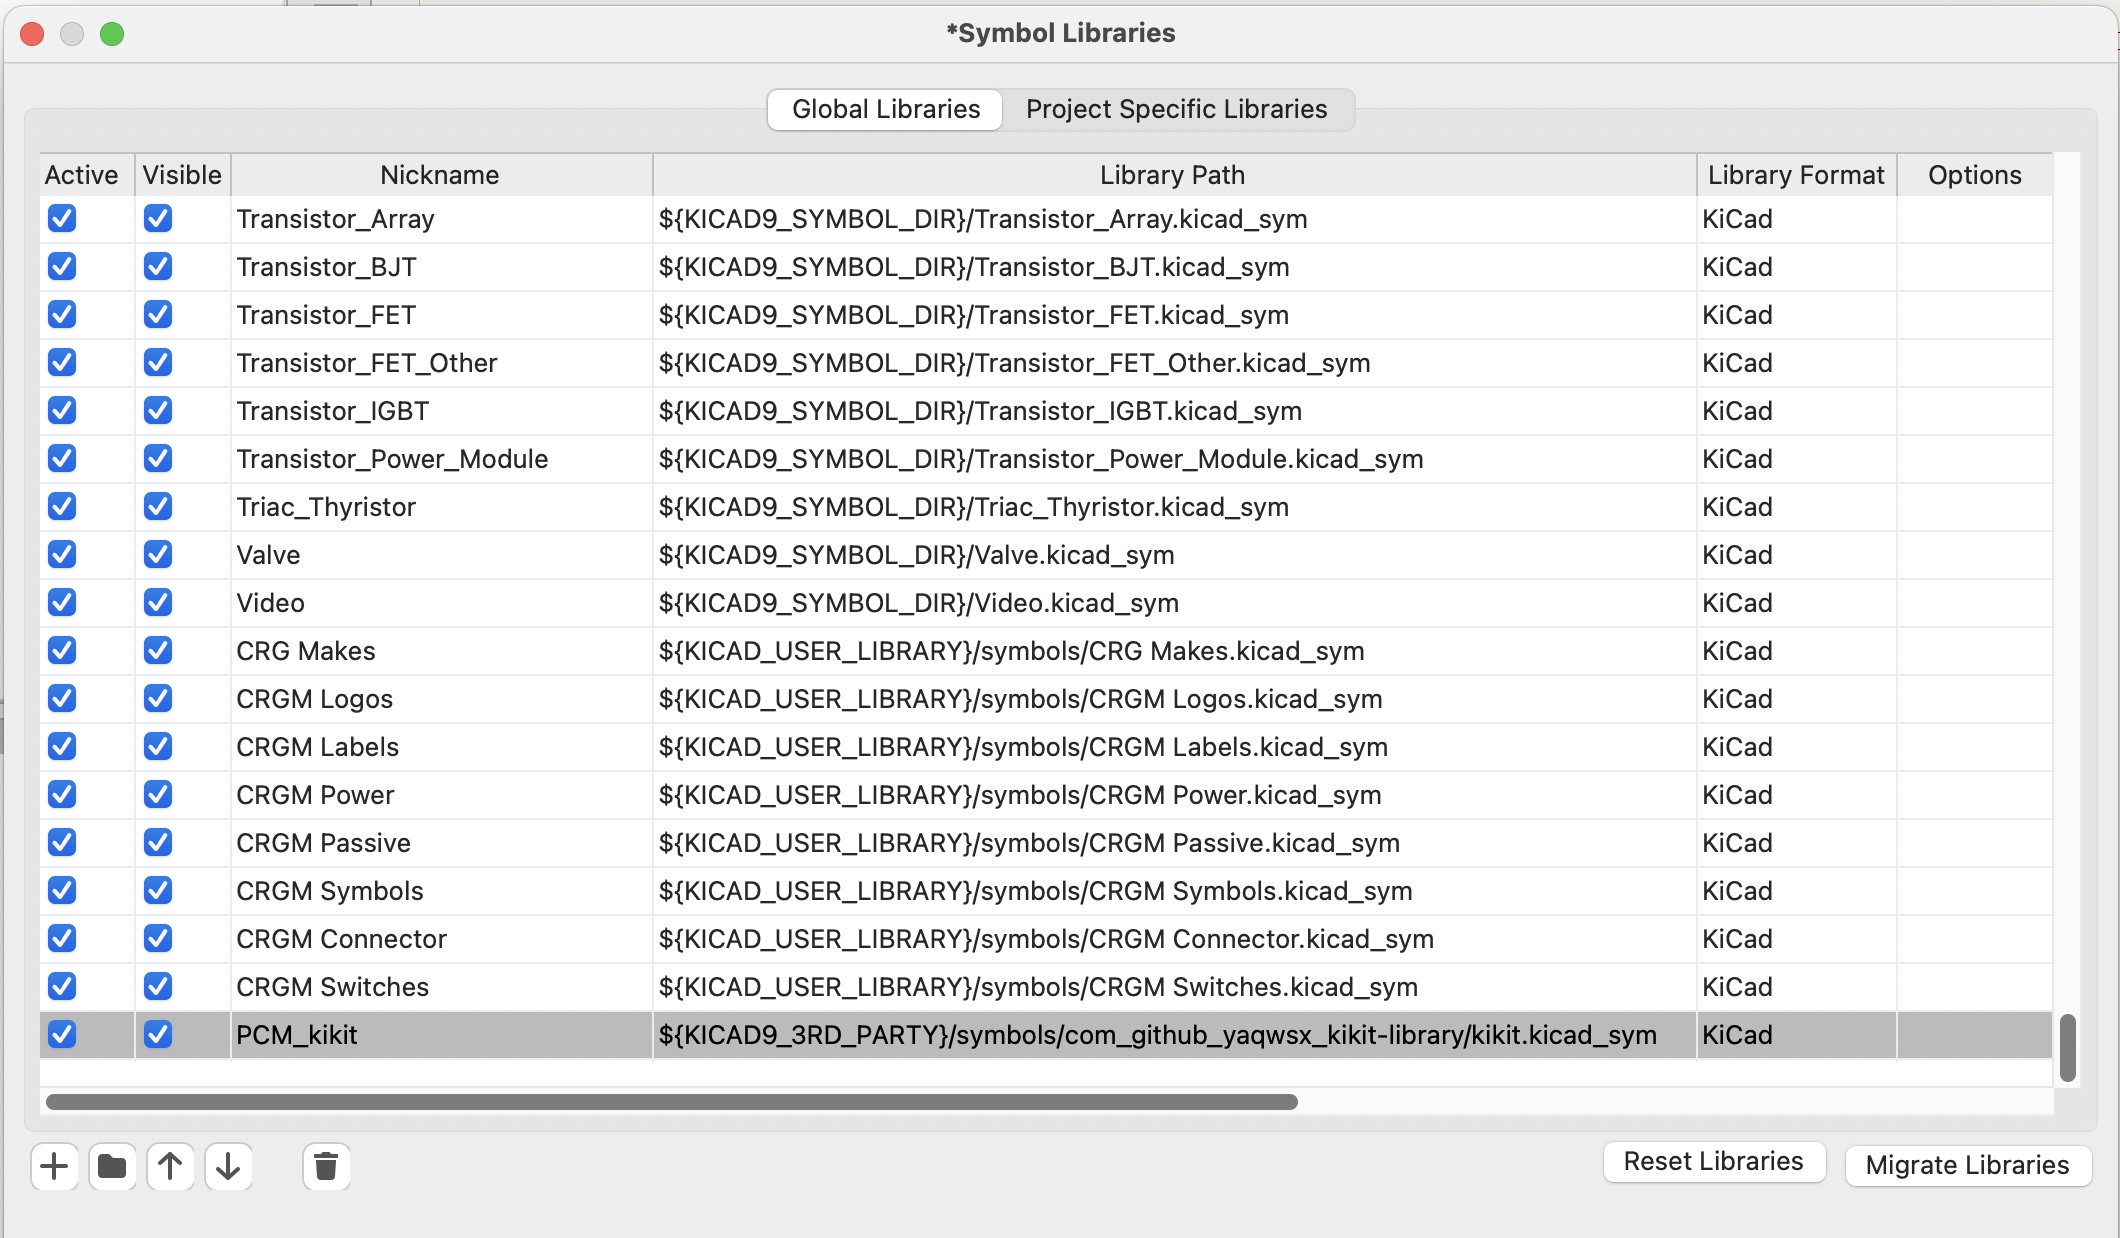 *Symbol Libraries
Global Libraries Project Specific Libraries
Active Visible Nickname Library Path Library Format Options
Transistor_Array ${KICAD9_SYMBOL_DIR}/Transistor_Array.kicad_sym KiCad
Transistor_BJT ${KICAD9_SYMBOL_DIR}/Transistor_BJT.kicad_sym KiCad
Transistor_FET ${KICAD9_SYMBOL_DIR}/Transistor_FET.kicad_sym KiCad
Transistor_FET_Other ${KICAD9_SYMBOL_DIR}/Transistor_FET_Other.kicad_sym KiCad
Transistor_IGBT ${KICAD9_SYMBOL_DIR}/Transistor_IGBT.kicad_sym KiCad
Transistor_Power_Module ${KICAD9_SYMBOL_DIR}/Transistor_Power_Module.kicad_sym KiCad
Triac_Thyristor ${KICAD9_SYMBOL_DIR}/Triac_Thyristor.kicad_sym KiCad
Valve ${KICAD9_SYMBOL_DIR}/Valve.kicad_sym KiCad
Video ${KICAD9_SYMBOL_DIR}/Video.kicad_sym KiCad
CRG Makes ${KICAD_USER_LIBRARY}/symbols/CRG Makes.kicad_sym KiCad
CRGM Logos ${KICAD_USER_LIBRARY}/symbols/CRGM Logos.kicad_sym KiCad
CRGM Labels ${KICAD_USER_LIBRARY}/symbols/CRGM Labels.kicad_sym KiCad
CRGM Power ${KICAD_USER_LIBRARY}/symbols/CRGM Power.kicad_sym KiCad
CRGM Passive ${KICAD_USER_LIBRARY}/symbols/CRGM Passive.kicad_sym KiCad
CRGM Symbols ${KICAD_USER_LIBRARY}/symbols/CRGM Symbols.kicad_sym KiCad
CRGM Connector ${KICAD_USER_LIBRARY}/symbols/CRGM Connector.kicad_sym KiCad
CRGM Switches ${KICAD_USER_LIBRARY}/symbols/CRGM Switches.kicad_sym KiCad
PCM_kikit ${KICAD9_3RD_PARTY}/symbols/com_github_yaqwsx_kikit-library/kikit.kicad_sym KiCad
Reset Libraries Migrate Libraries